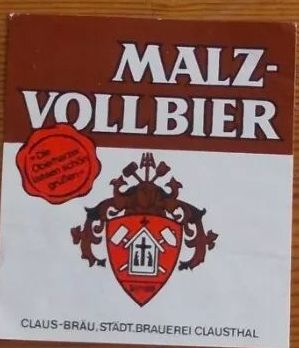 MALZ-
VOLLBIER
»Die
Oberharzer
lassen schön
grüßen«
CLAUS-BRÄU, STÄDT. BRAUEREI CLAUSTHAL